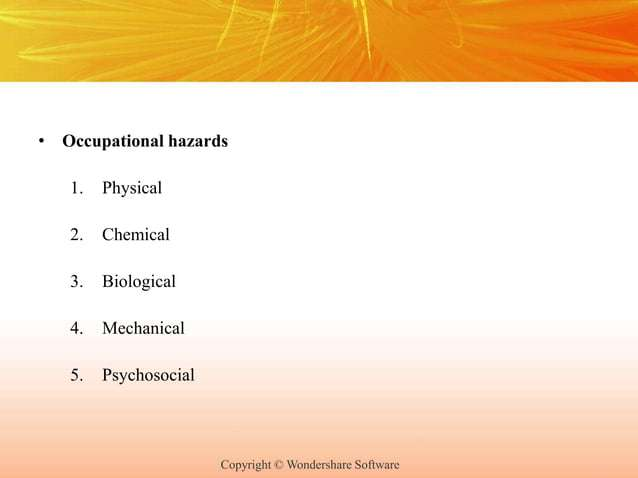 • Occupational hazards
1. Physical
2. Chemical
3. Biological
4. Mechanical
5. Psychosocial
Copyright © Wondershare Software